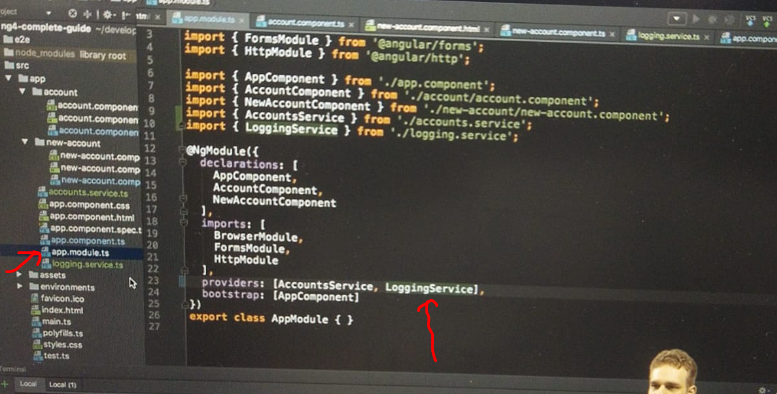 roject
html
app.module.ts
account.component.ts
new-account.component.html
new-account.component.ts
logging.service.ts
app.compon
VCS
VCS
ng4-complete-guide ~/develop
e2e
node_modules library root
src
app
account
account.component
account.component
account.component
new-account
new-account.comp
new-account.comp
new-account.comp
accounts.service.ts
app.component.css
app.component.html
app.component.spec.t
app.component.ts
app.module.ts
logging.service.ts
assets
environments
favicon.ico
index.html
main.ts
polyfills.ts
styles.css
test.ts
3 import { FormsModule } from '@angular/forms';
4 import { HttpModule } from '@angular/http';
5
6 import { AppComponent } from './app.component';
7 import { AccountComponent } from './account/account.component';
8 import { NewAccountComponent } from './new-account/new-account.component';
9 import { AccountsService } from './accounts.service';
10 import { LoggingService } from './logging.service';
11
12 @NgModule({
13 declarations: [
14 AppComponent,
15 AccountComponent,
16 NewAccountComponent
17 ],
18 imports: [
19 BrowserModule,
20 FormsModule,
21 HttpModule
22 ],
23 providers: [AccountsService, LoggingService],
24 bootstrap: [AppComponent]
25 })
26 export class AppModule { }
27
Terminal
Local
Local (1)